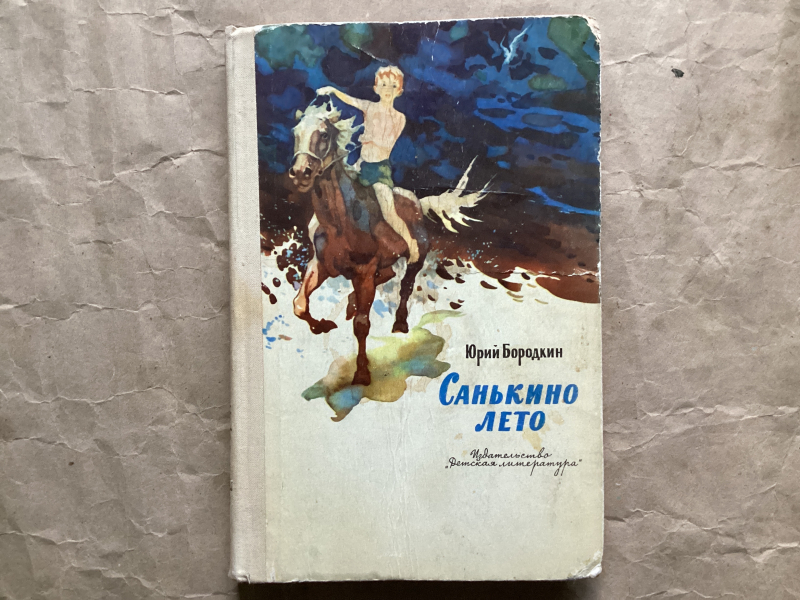 Юрий Бородкин
Санькино
лето
Издательство
„Детская литература"